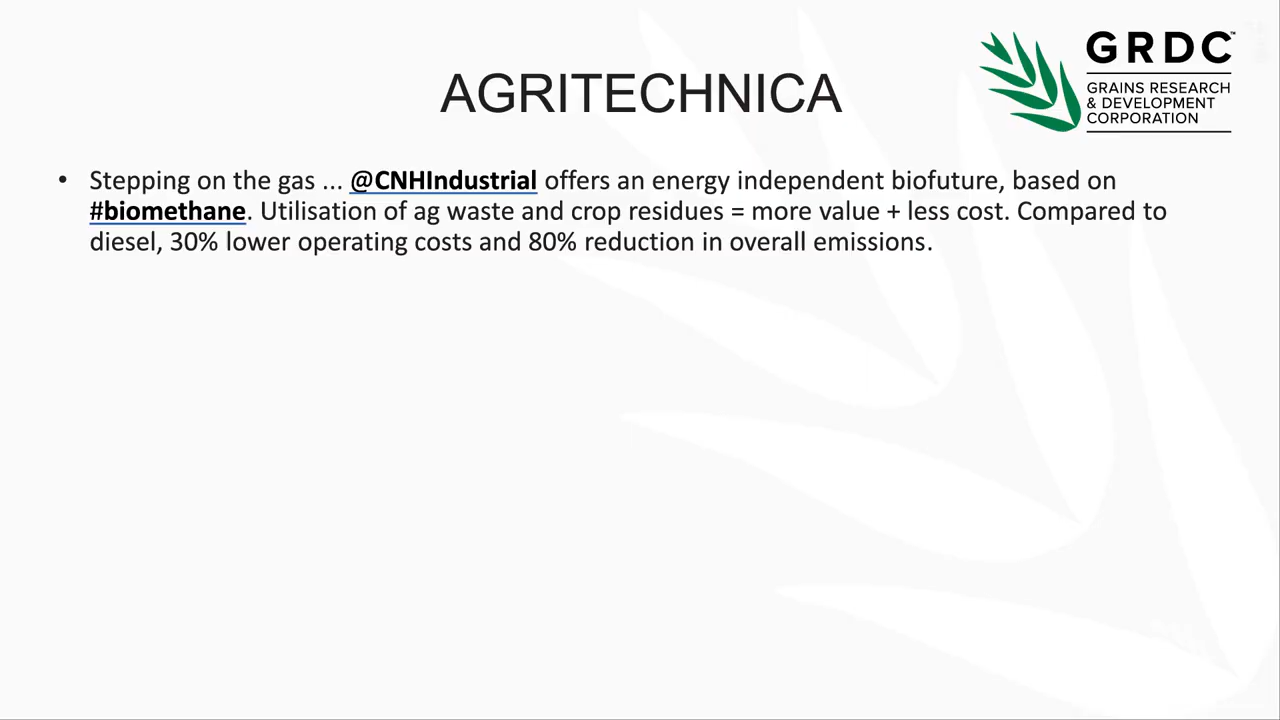 AGRITECHNICA
GRDC™
GRAINS RESEARCH
& DEVELOPMENT
CORPORATION
• Stepping on the gas ... @CNHIndustrial offers an energy independent biofuture, based on
#biomethane. Utilisation of ag waste and crop residues = more value + less cost. Compared to
diesel, 30% lower operating costs and 80% reduction in overall emissions.